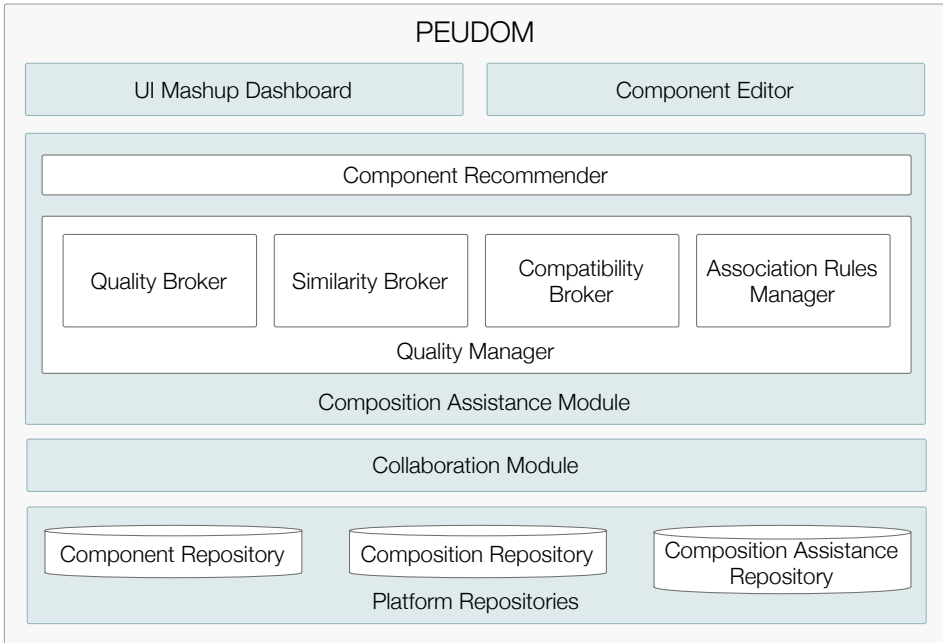 PEUDOM
UI Mashup Dashboard
Component Editor
Component Recommender
Quality Broker
Similarity Broker
Compatibility
Broker
Association Rules
Manager
Quality Manager
Composition Assistance Module
Collaboration Module
Component Repository
Composition Repository
Composition Assistance
Repository
Platform Repositories